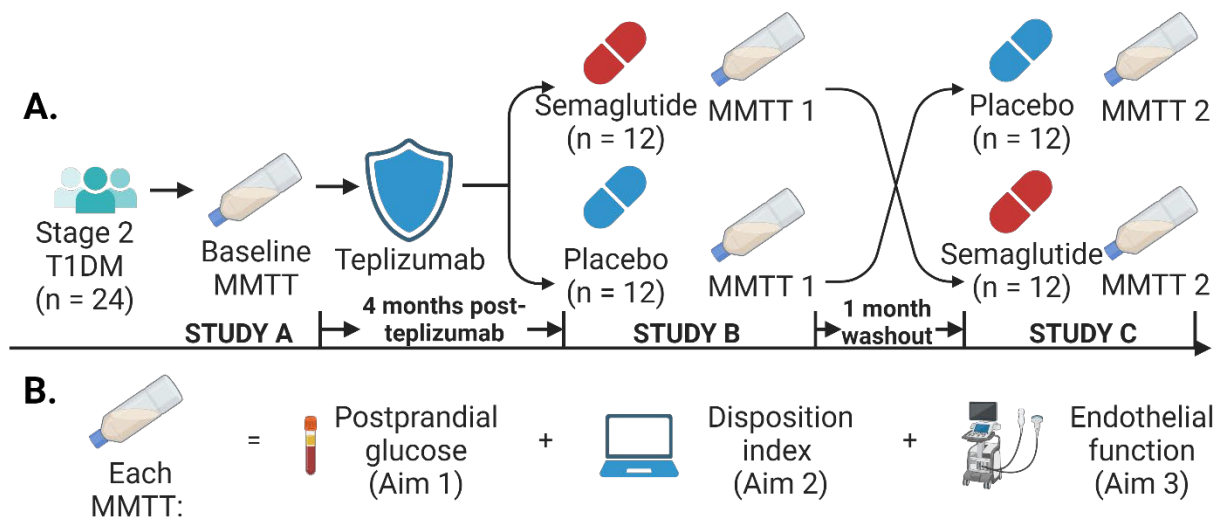 A.
Stage 2
T1DM
(n = 24)
Baseline
MMTT
Teplizumab
Semaglutide
(n = 12)
MMTT 1
Placebo
(n = 12)
MMTT 1
Placebo
(n = 12)
MMTT 2
Semaglutide
(n = 12)
MMTT 2
STUDY A
4 months post-
teplizumab
STUDY B
1 month
washout
STUDY C
B.
Each
MMTT:
=
Postprandial
glucose
(Aim 1)
+
Disposition
index
(Aim 2)
+
Endothelial
function
(Aim 3)